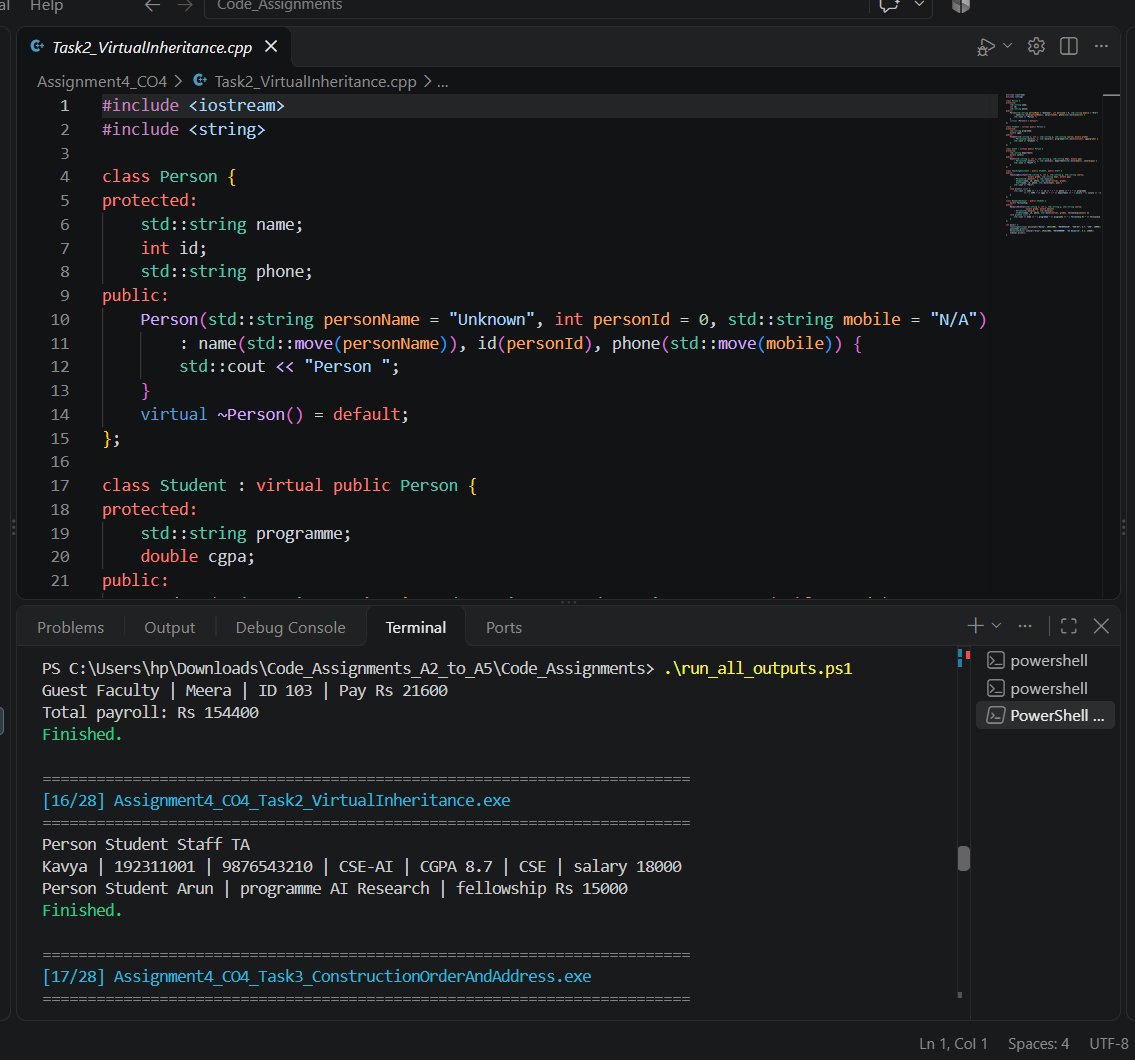 al Help Code_Assignments
Task2_VirtualInheritance.cpp
Assignment4_CO4 > Task2_VirtualInheritance.cpp > ...
1 #include <iostream>
2 #include <string>
3
4 class Person {
5 protected:
6 std::string name;
7 int id;
8 std::string phone;
9 public:
10 Person(std::string personName = "Unknown", int personId = 0, std::string mobile = "N/A")
11 : name(std::move(personName)), id(personId), phone(std::move(mobile)) {
12 std::cout << "Person ";
13 }
14 virtual ~Person() = default;
15 };
16
17 class Student : virtual public Person {
18 protected:
19 std::string programme;
20 double cgpa;
21 public:
Problems Output Debug Console Terminal Ports
PS C:\Users\hp\Downloads\Code_Assignments_A2_to_A5\Code_Assignments> .\run_all_outputs.ps1
Guest Faculty | Meera | ID 103 | Pay Rs 21600
Total payroll: Rs 154400
Finished.
========================================================================
[16/28] Assignment4_CO4_Task2_VirtualInheritance.exe
========================================================================
Person Student Staff TA
Kavya | 192311001 | 9876543210 | CSE-AI | CGPA 8.7 | CSE | salary 18000
Person Student Arun | programme AI Research | fellowship Rs 15000
Finished.
========================================================================
[17/28] Assignment4_CO4_Task3_ConstructionOrderAndAddress.exe
========================================================================
powershell
powershell
PowerShell ...
Ln 1, Col 1 Spaces: 4 UTF-8